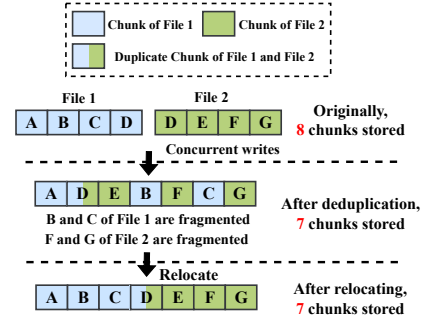 Chunk of File 1
Chunk of File 2
Duplicate Chunk of File 1 and File 2
File 1
File 2
A B C D
D E F G
Originally,
8 chunks stored
Concurrent writes
A D E B F C G
B and C of File 1 are fragmented
F and G of File 2 are fragmented
After deduplication,
7 chunks stored
Relocate
A B C D E F G
After relocating,
7 chunks stored